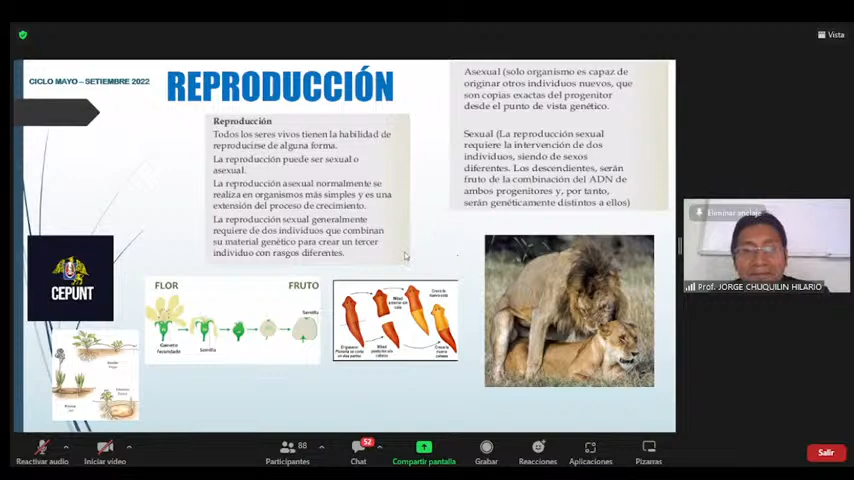 Vista
CICLO MAYO – SETIEMBRE 2022
REPRODUCCIÓN
Reproducción
Todos los seres vivos tienen la habilidad de
reproducirse de alguna forma.
La reproducción puede ser sexual o
asexual.
La reproducción asexual normalmente se
realiza en organismos más simples y es una
extensión del proceso de crecimiento.
La reproducción sexual generalmente
requiere de dos individuos que combinan
su material genético para crear un tercer
individuo con rasgos diferentes.
Asexual (solo organismo es capaz de
originar otros individuos nuevos, que
son copias exactas del progenitor
desde el punto de vista genético.
Sexual (La reproducción sexual
requiere la intervención de dos
individuos, siendo de sexos
diferentes. Los descendientes, serán
fruto de la combinación del ADN de
ambos progenitores y, por tanto,
serán genéticamente distintos a ellos)
Eliminar anclaje
Prof. JORGE CHUQUILIN HILARIO
CEPUNT
FLOR
FRUTO
Semilla
Semilla
Reactivar audio
Iniciar video
88
Participantes
52
Chat
Compartir pantalla
Grabar
Reacciones
Aplicaciones
Pizarras
Salir